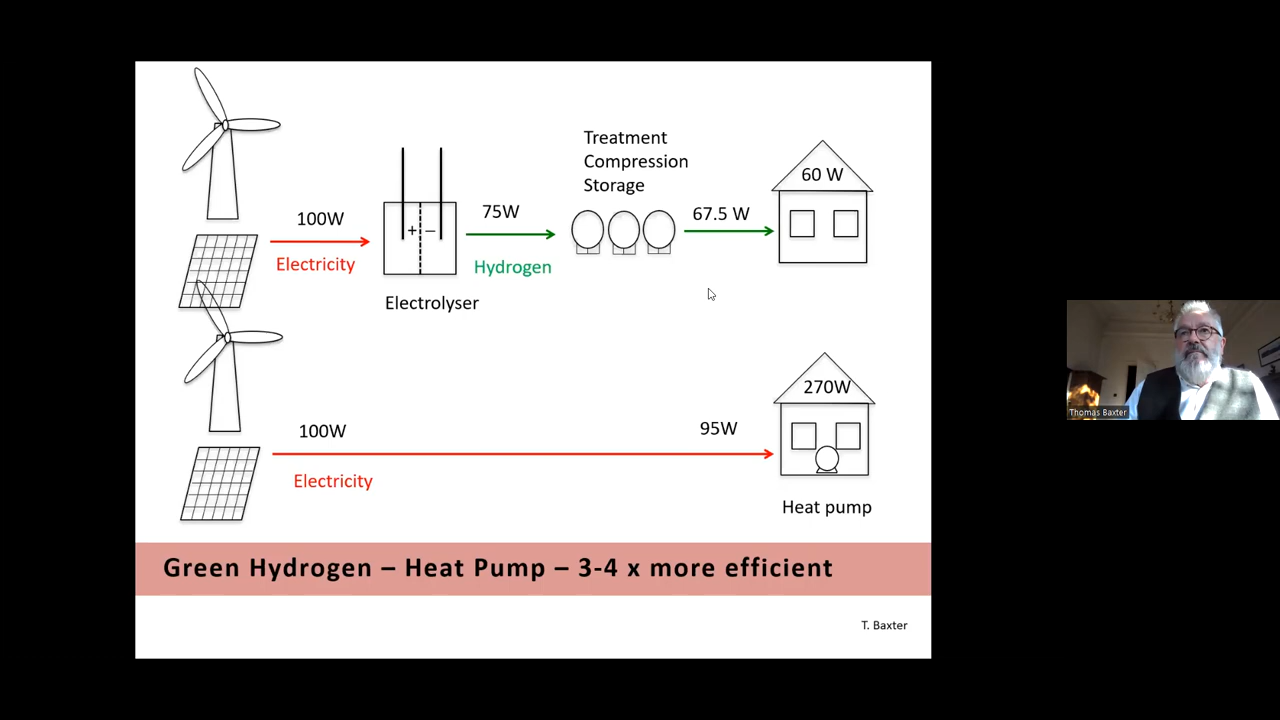 Treatment
Compression
Storage
60 W
100W
75W
67.5 W
+ –
Electricity
Hydrogen
Electrolyser
270W
100W
95W
Electricity
Heat pump
Green Hydrogen – Heat Pump – 3-4 x more efficient
T. Baxter
Thomas Baxter